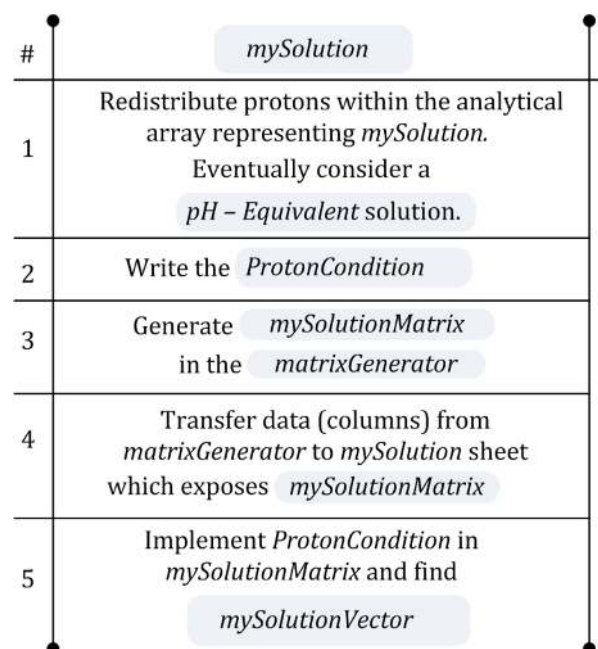 # mySolution
1 Redistribute protons within the analytical
array representing mySolution.
Eventually consider a
pH – Equivalent solution.
2 Write the ProtonCondition
3 Generate mySolutionMatrix
in the matrixGenerator
4 Transfer data (columns) from
matrixGenerator to mySolution sheet
which exposes mySolutionMatrix
5 Implement ProtonCondition in
mySolutionMatrix and find
mySolutionVector